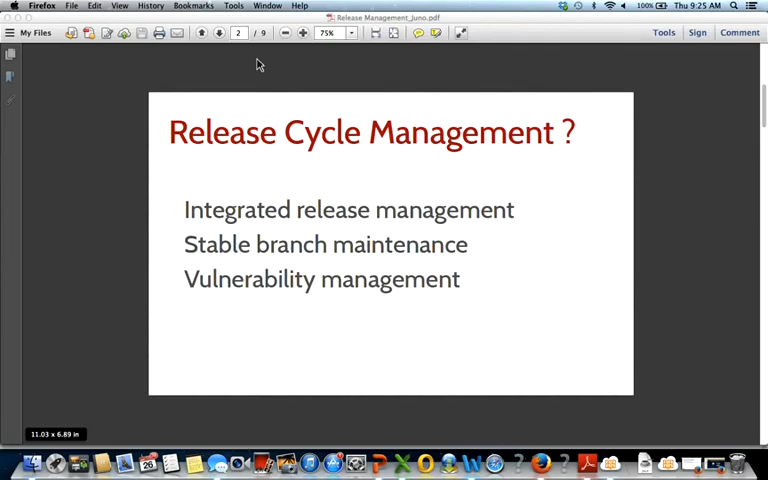 Firefox File Edit View History Bookmarks Tools Window Help 100% Thu 9:25 AM
Release Management_Juno.pdf
My Files 2 / 9 75% Tools Sign Comment
Release Cycle Management ?
Integrated release management
Stable branch maintenance
Vulnerability management
11.03 x 6.89 in